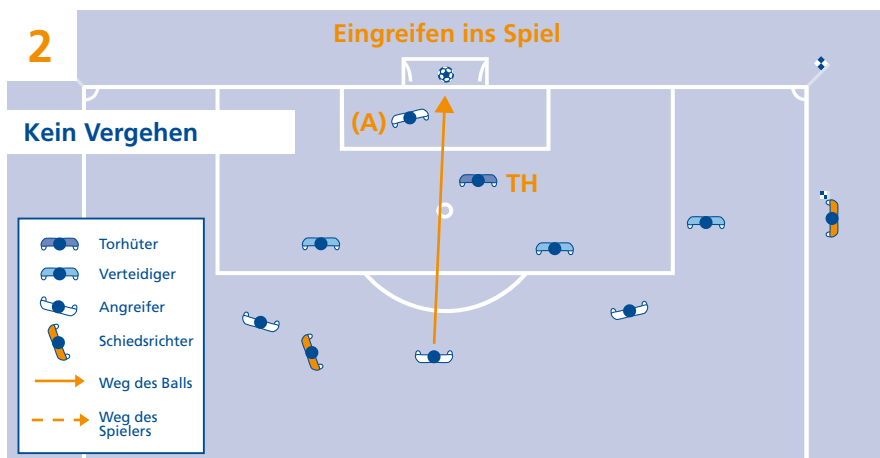 2
Eingreifen ins Spiel
(A)
Kein Vergehen
TH
Torhüter
Verteidiger
Angreifer
Schiedsrichter
Weg des Balls
Weg des
Spielers